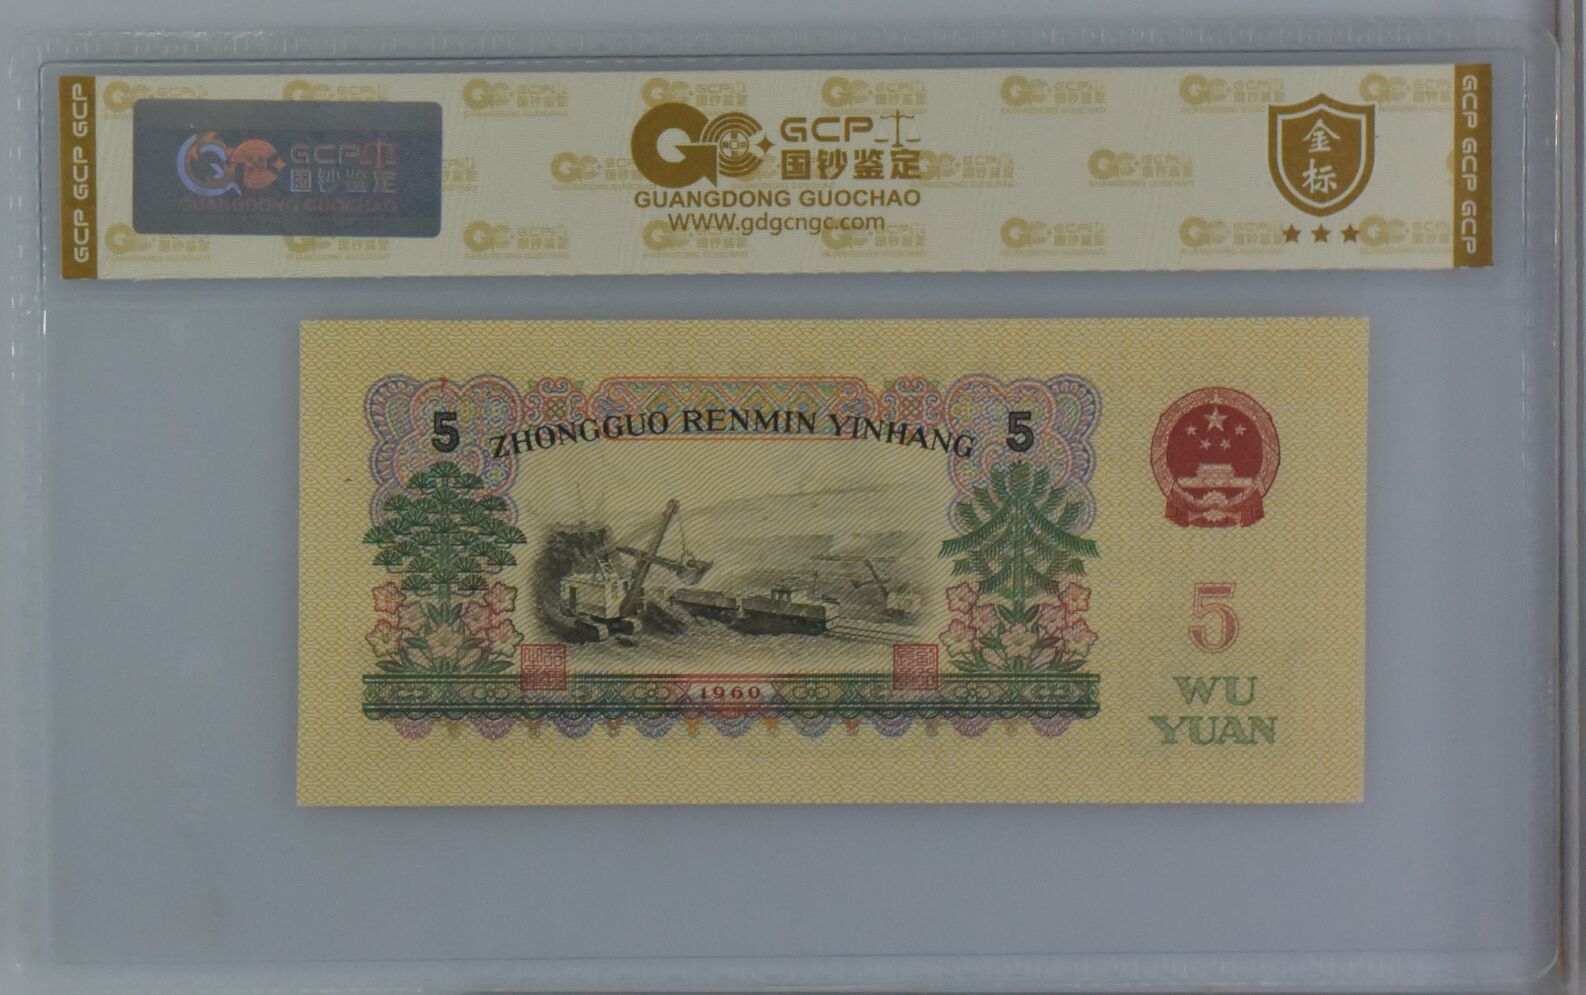 GCP GCP GCP
GCP
国钞鉴定
GUANGDONG GUOCHAO
GCP
国钞鉴定
GUANGDONG GUOCHAO
WWW.gdgcngc.com
金标
GCP GCP GCP
5
ZHONGGUO RENMIN YINHANG
5
1960
5
WU
YUAN